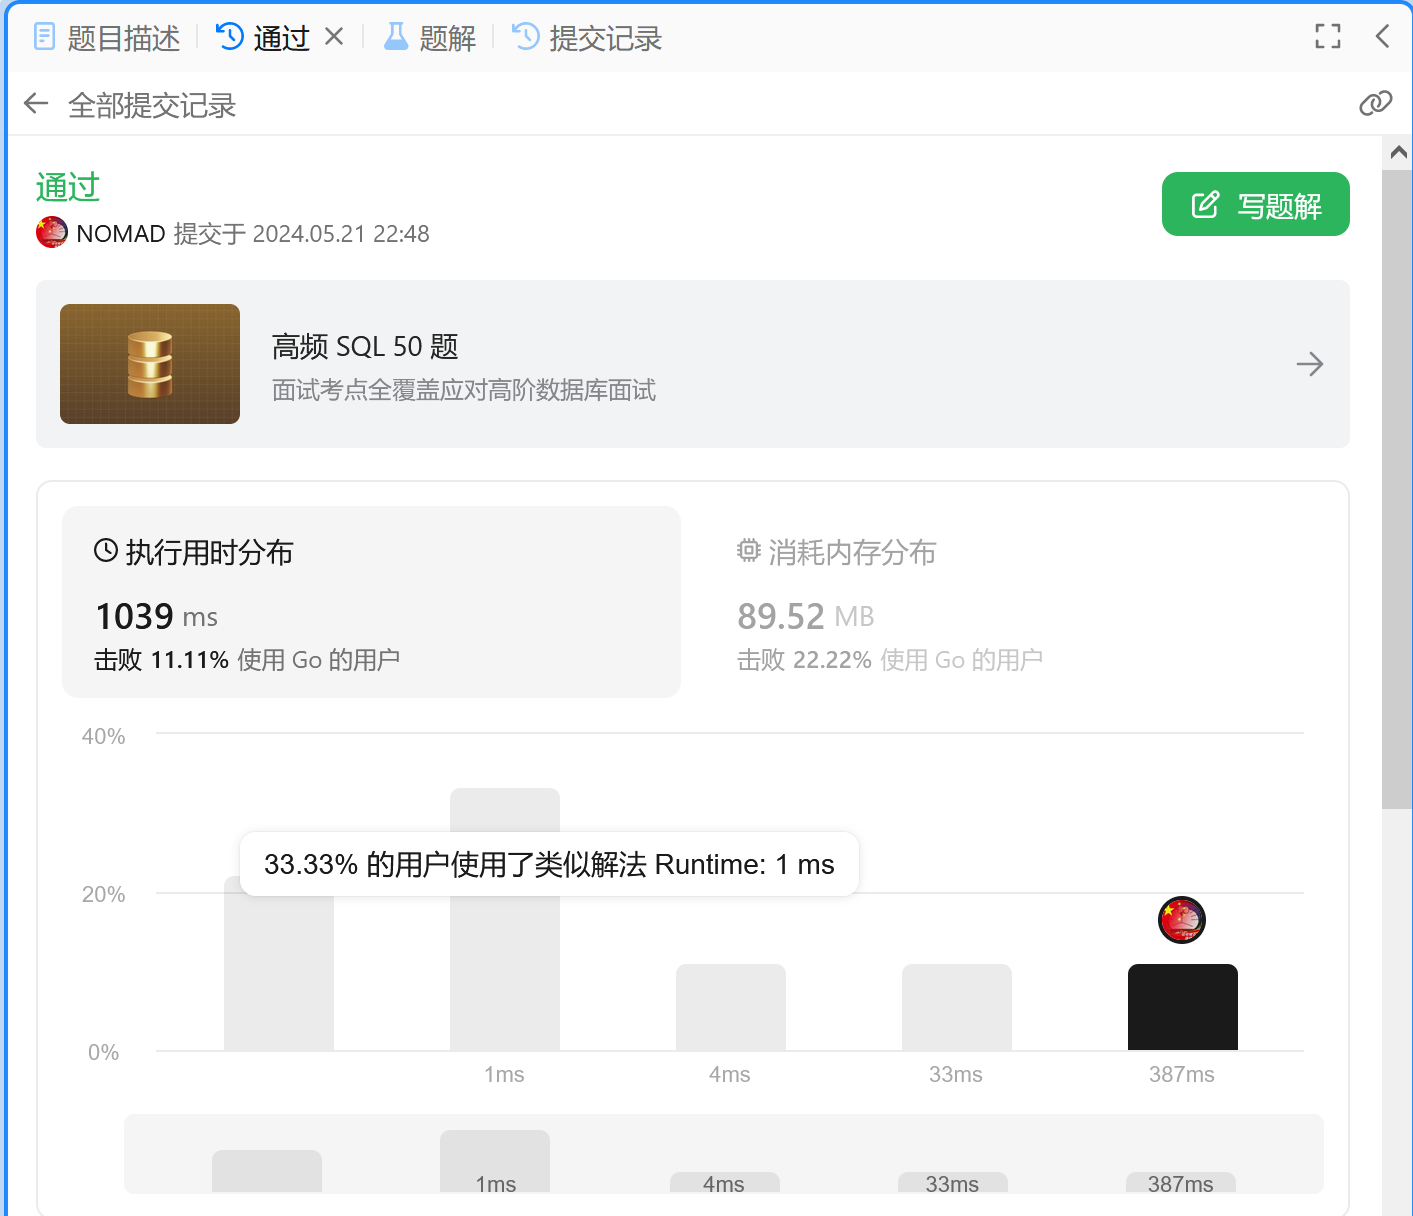 题目描述 通过 题解 提交记录
全部提交记录
通过
写题解
NOMAD 提交于 2024.05.21 22:48
高频 SQL 50 题
面试考点全覆盖应对高阶数据库面试
执行用时分布
1039 ms
击败 11.11% 使用 Go 的用户
消耗内存分布
89.52 MB
击败 22.22% 使用 Go 的用户
40%
33.33% 的用户使用了类似解法 Runtime: 1 ms
20%
0%
1ms 4ms 33ms 387ms
1ms 4ms 33ms 387ms